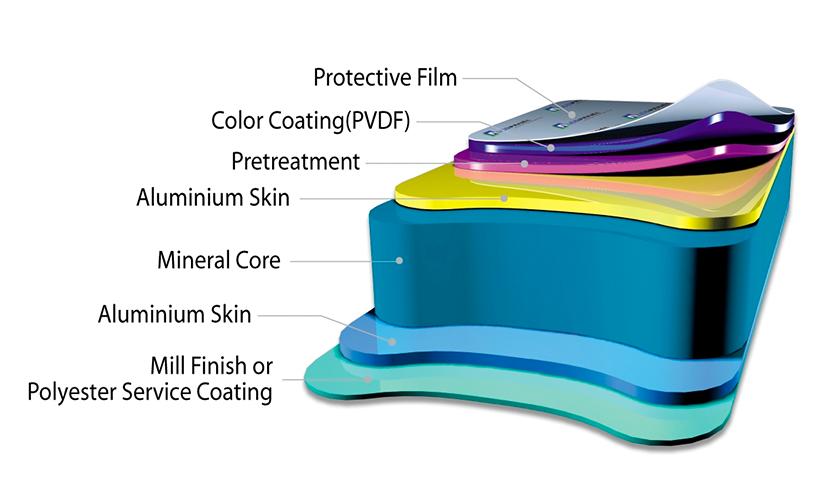 Protective Film
Color Coating(PVDF)
Pretreatment
Aluminium Skin
Mineral Core
Aluminium Skin
Mill Finish or
Polyester Service Coating